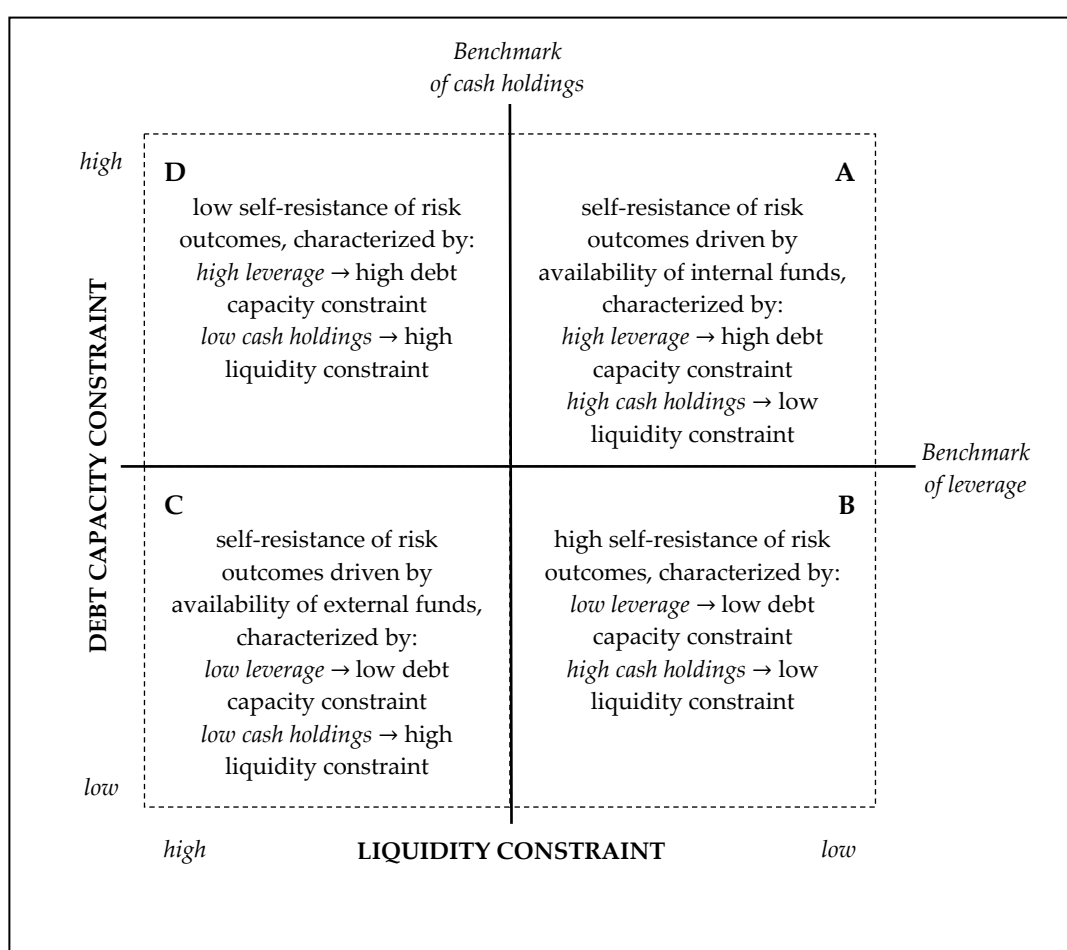 Benchmark
of cash holdings
high
D
low self-resistance of risk
outcomes, characterized by:
high leverage → high debt
capacity constraint
low cash holdings → high
liquidity constraint
A
self-resistance of risk
outcomes driven by
availability of internal funds,
characterized by:
high leverage → high debt
capacity constraint
high cash holdings → low
liquidity constraint
DEBT CAPACITY CONSTRAINT
Benchmark
of leverage
C
self-resistance of risk
outcomes driven by
availability of external funds,
characterized by:
low leverage → low debt
capacity constraint
low cash holdings → high
liquidity constraint
B
high self-resistance of risk
outcomes, characterized by:
low leverage → low debt
capacity constraint
high cash holdings → low
liquidity constraint
low
high
LIQUIDITY CONSTRAINT
low